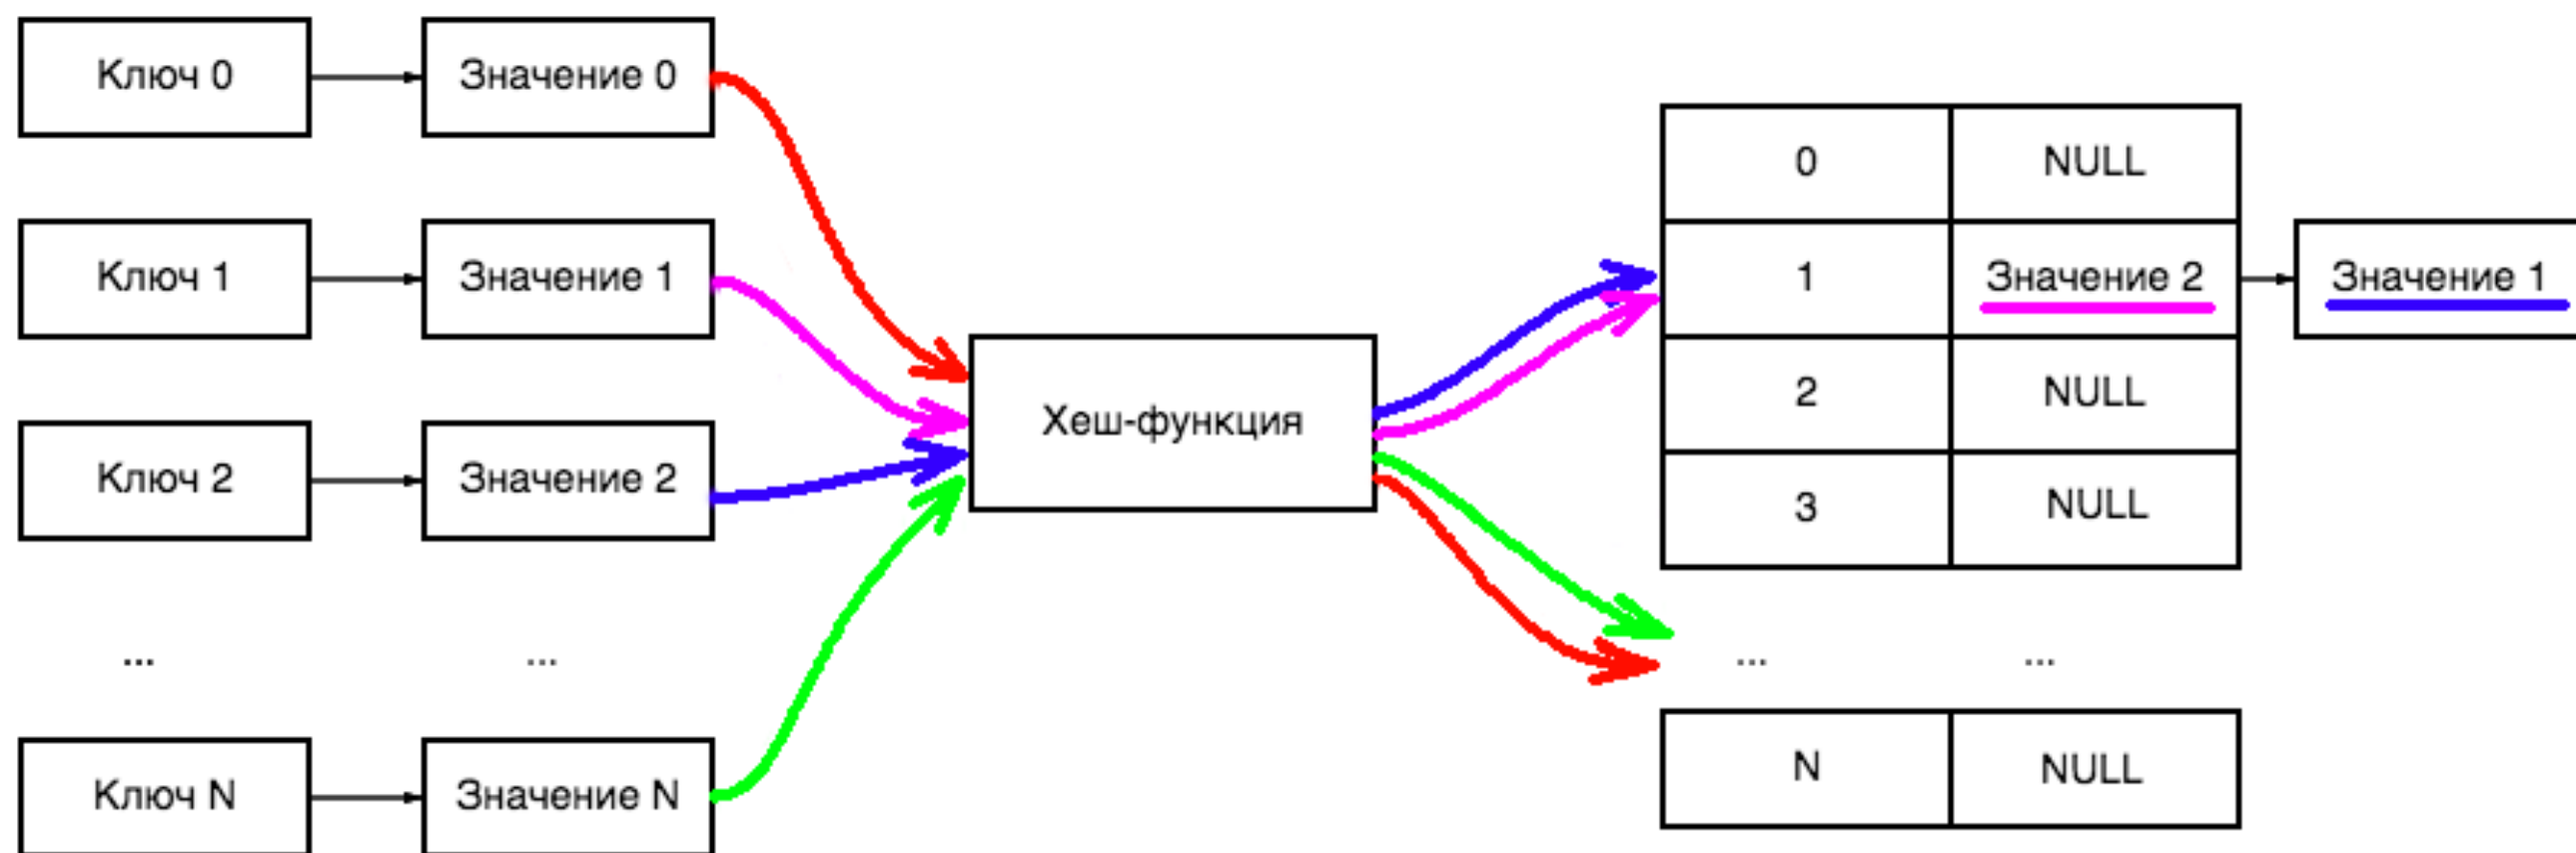 Ключ 0
Значение 0
Ключ 1
Значение 1
Ключ 2
Значение 2
...
...
Ключ N
Значение N
Хеш-функция
0
NULL
1
Значение 2
Значение 1
2
NULL
3
NULL
...
...
N
NULL